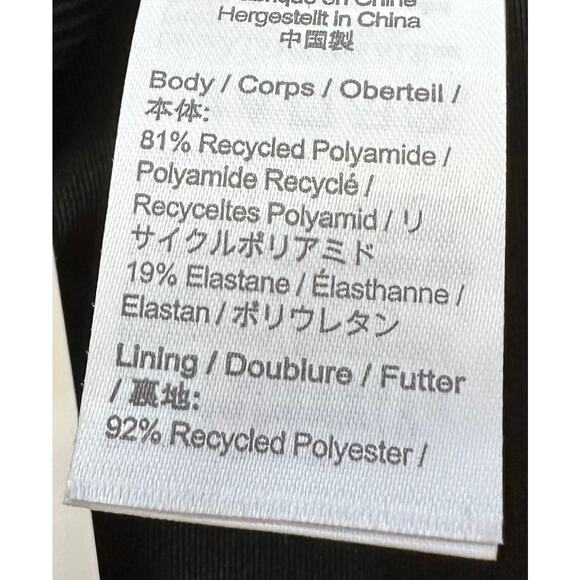 Hergestellt in China
中国製
Body / Corps / Oberteil /
本体:
81% Recycled Polyamide /
Polyamide Recyclé /
Recyceltes Polyamid / リ
サイクルポリアミド
19% Elastane / Élasthanne /
Elastan / ポリウレタン
Lining / Doublure / Futter
/ 裏地:
92% Recycled Polyester /